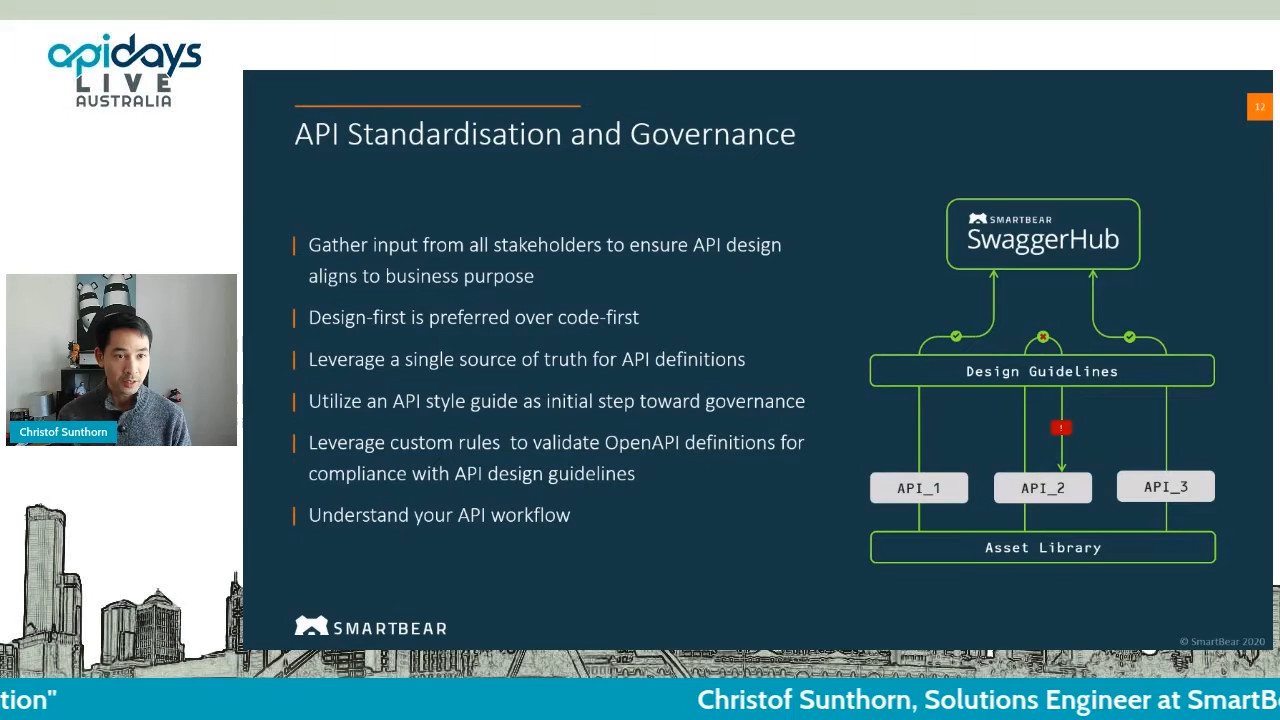 apidays
LIVE
AUSTRALIA
12
API Standardisation and Governance
Gather input from all stakeholders to ensure API design
aligns to business purpose
Design-first is preferred over code-first
Leverage a single source of truth for API definitions
Utilize an API style guide as initial step toward governance
Leverage custom rules to validate OpenAPI definitions for
compliance with API design guidelines
Understand your API workflow
SMARTBEAR
SwaggerHub
Design Guidelines
!
API_1
API_2
API_3
Asset Library
Christof Sunthorn
SMARTBEAR
© SmartBear 2020
tion"
Christof Sunthorn, Solutions Engineer at SmartBe